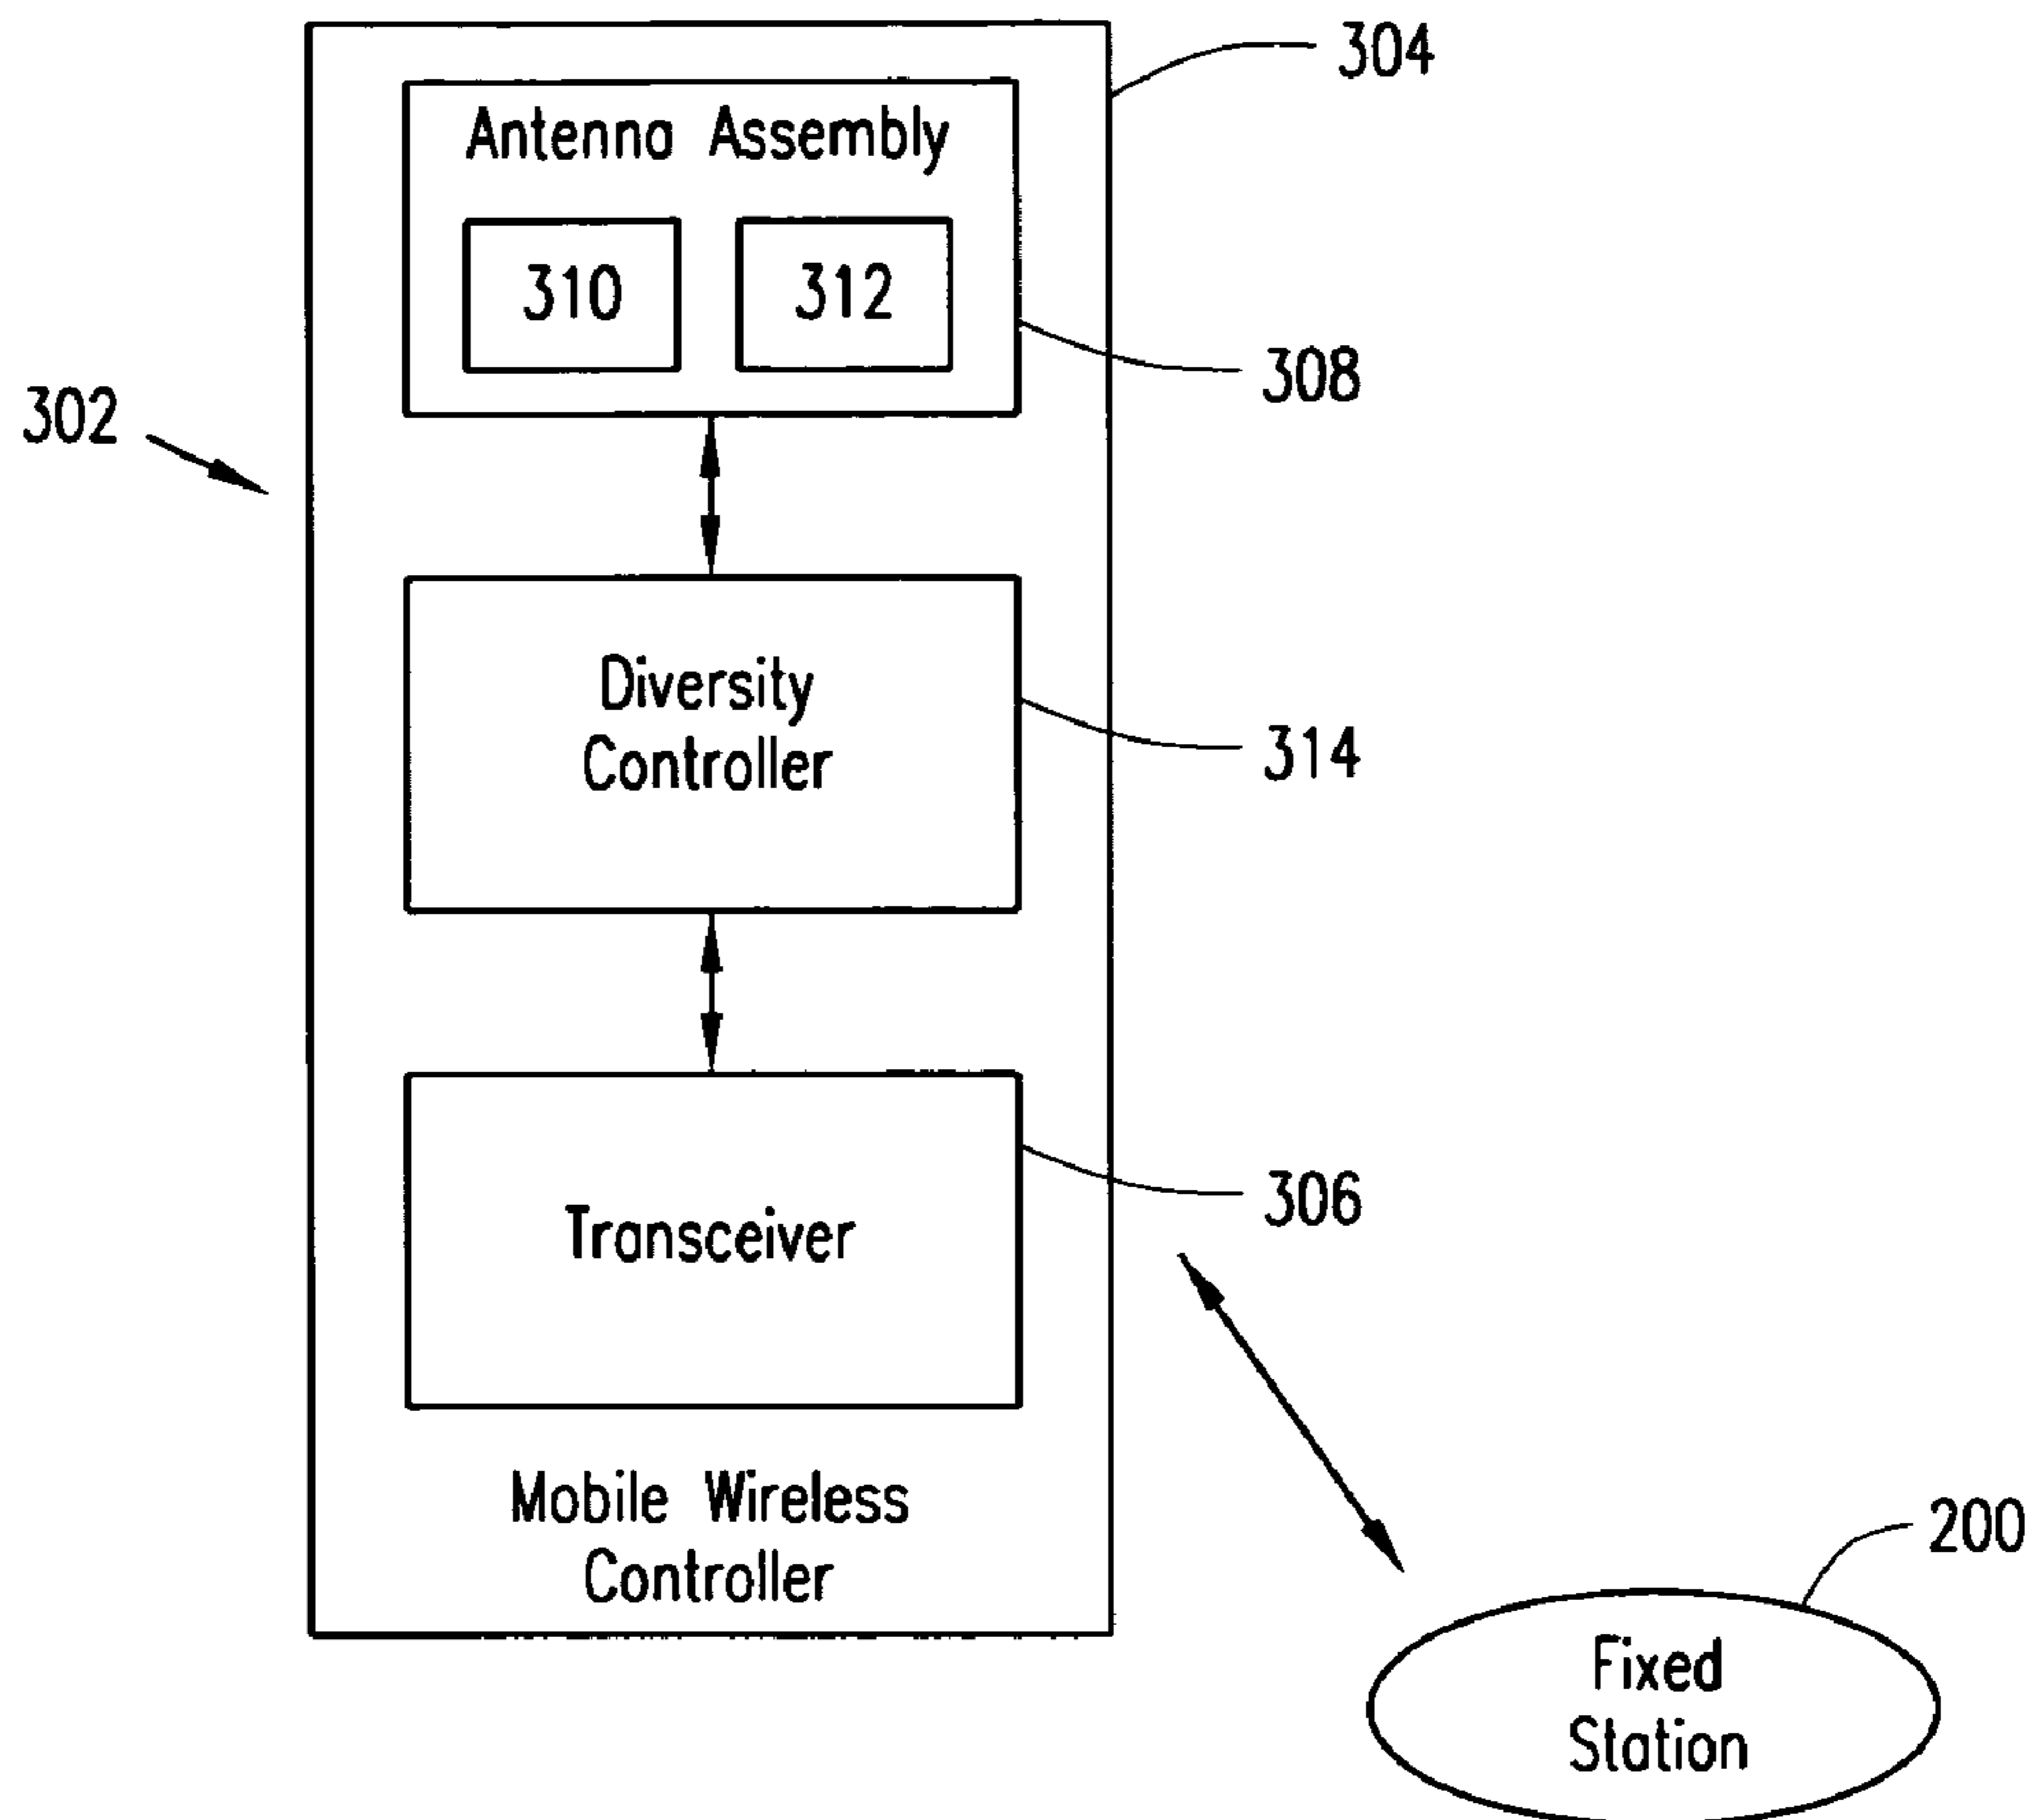 304
Antenna Assembly
310
312
308
302
Diversity
Controller
314
Transceiver
306
Mobile Wireless
Controller
200
Fixed
Station